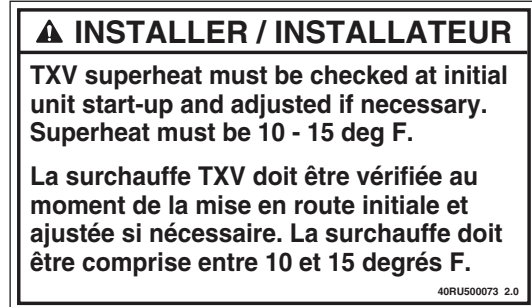 ⚠ INSTALLER / INSTALLATEUR
TXV superheat must be checked at initial
unit start-up and adjusted if necessary.
Superheat must be 10 - 15 deg F.
La surchauffe TXV doit être vérifiée au
moment de la mise en route initiale et
ajustée si nécessaire. La surchauffe doit
être comprise entre 10 et 15 degrés F.
40RU500073 2.0